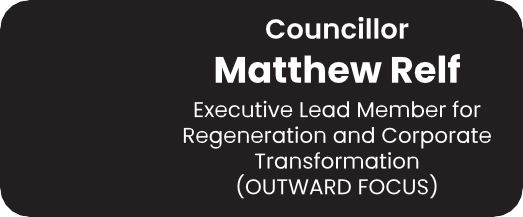 Councillor
Matthew Relf
Executive Lead Member for
Regeneration and Corporate
Transformation
(OUTWARD FOCUS)